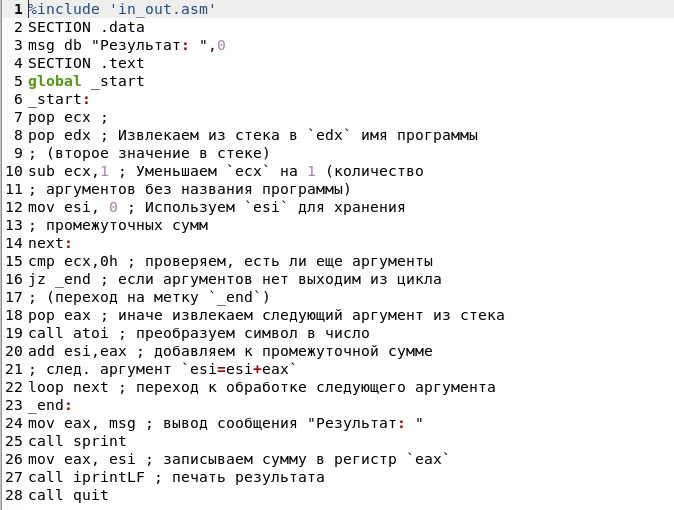 1 %include 'in_out.asm'
2 SECTION .data
3 msg db "Результат: ",0
4 SECTION .text
5 global _start
6 _start:
7 pop ecx ;
8 pop edx ; Извлекаем из стека в `edx` имя программы
9 ; (второе значение в стеке)
10 sub ecx,1 ; Уменьшаем `ecx` на 1 (количество
11 ; аргументов без названия программы)
12 mov esi, 0 ; Используем `esi` для хранения
13 ; промежуточных сумм
14 next:
15 cmp ecx,0h ; проверяем, есть ли еще аргументы
16 jz _end ; если аргументов нет выходим из цикла
17 ; (переход на метку `_end`)
18 pop eax ; иначе извлекаем следующий аргумент из стека
19 call atoi ; преобразуем символ в число
20 add esi,eax ; добавляем к промежуточной сумме
21 ; след. аргумент `esi=esi+eax`
22 loop next ; переход к обработке следующего аргумента
23 _end:
24 mov eax, msg ; вывод сообщения "Результат: "
25 call sprint
26 mov eax, esi ; записываем сумму в регистр `eax`
27 call iprintLF ; печать результата
28 call quit